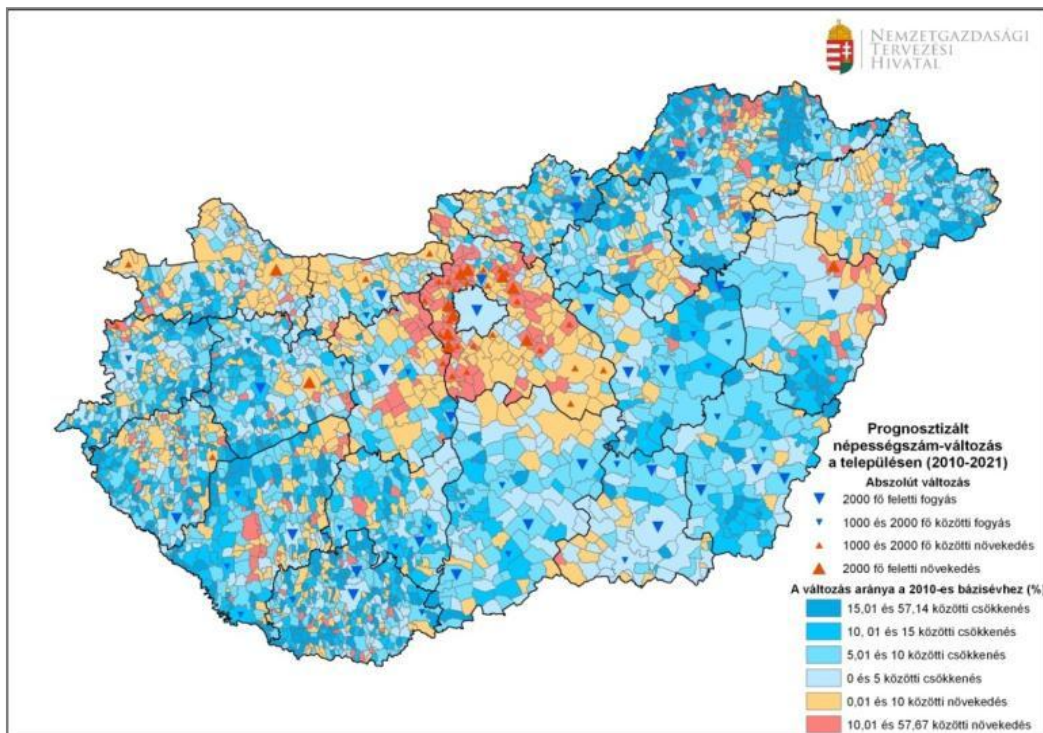 NEMZETGAZDASÁGI
TERVEZÉSI
HIVATAL
Prognosztizált
népességszám-változás
a településen (2010-2021)
Abszolút változás
2000 fő feletti fogyás
1000 és 2000 fő közötti fogyás
1000 és 2000 fő közötti növekedés
2000 fő feletti növekedés
A változás aránya a 2010-es bázisévhez (%)
15,01 és 57,14 közötti csökkenés
10, 01 és 15 közötti csökkenés
5,01 és 10 közötti csökkenés
0 és 5 közötti csökkenés
0,01 és 10 közötti növekedés
10,01 és 57,67 közötti növekedés